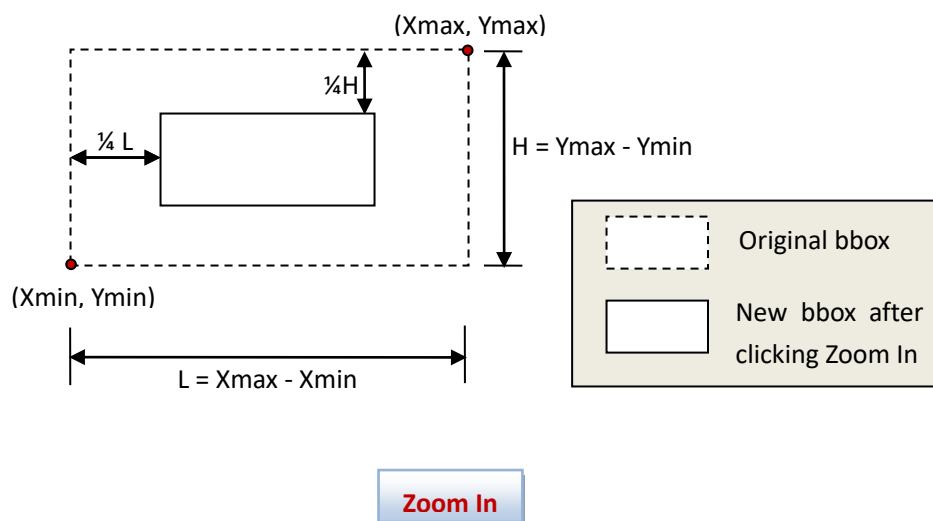 (Xmax, Ymax)
¼H
¼ L
H = Ymax - Ymin
(Xmin, Ymin)
L = Xmax - Xmin
Original bbox
New bbox after
clicking Zoom In
Zoom In